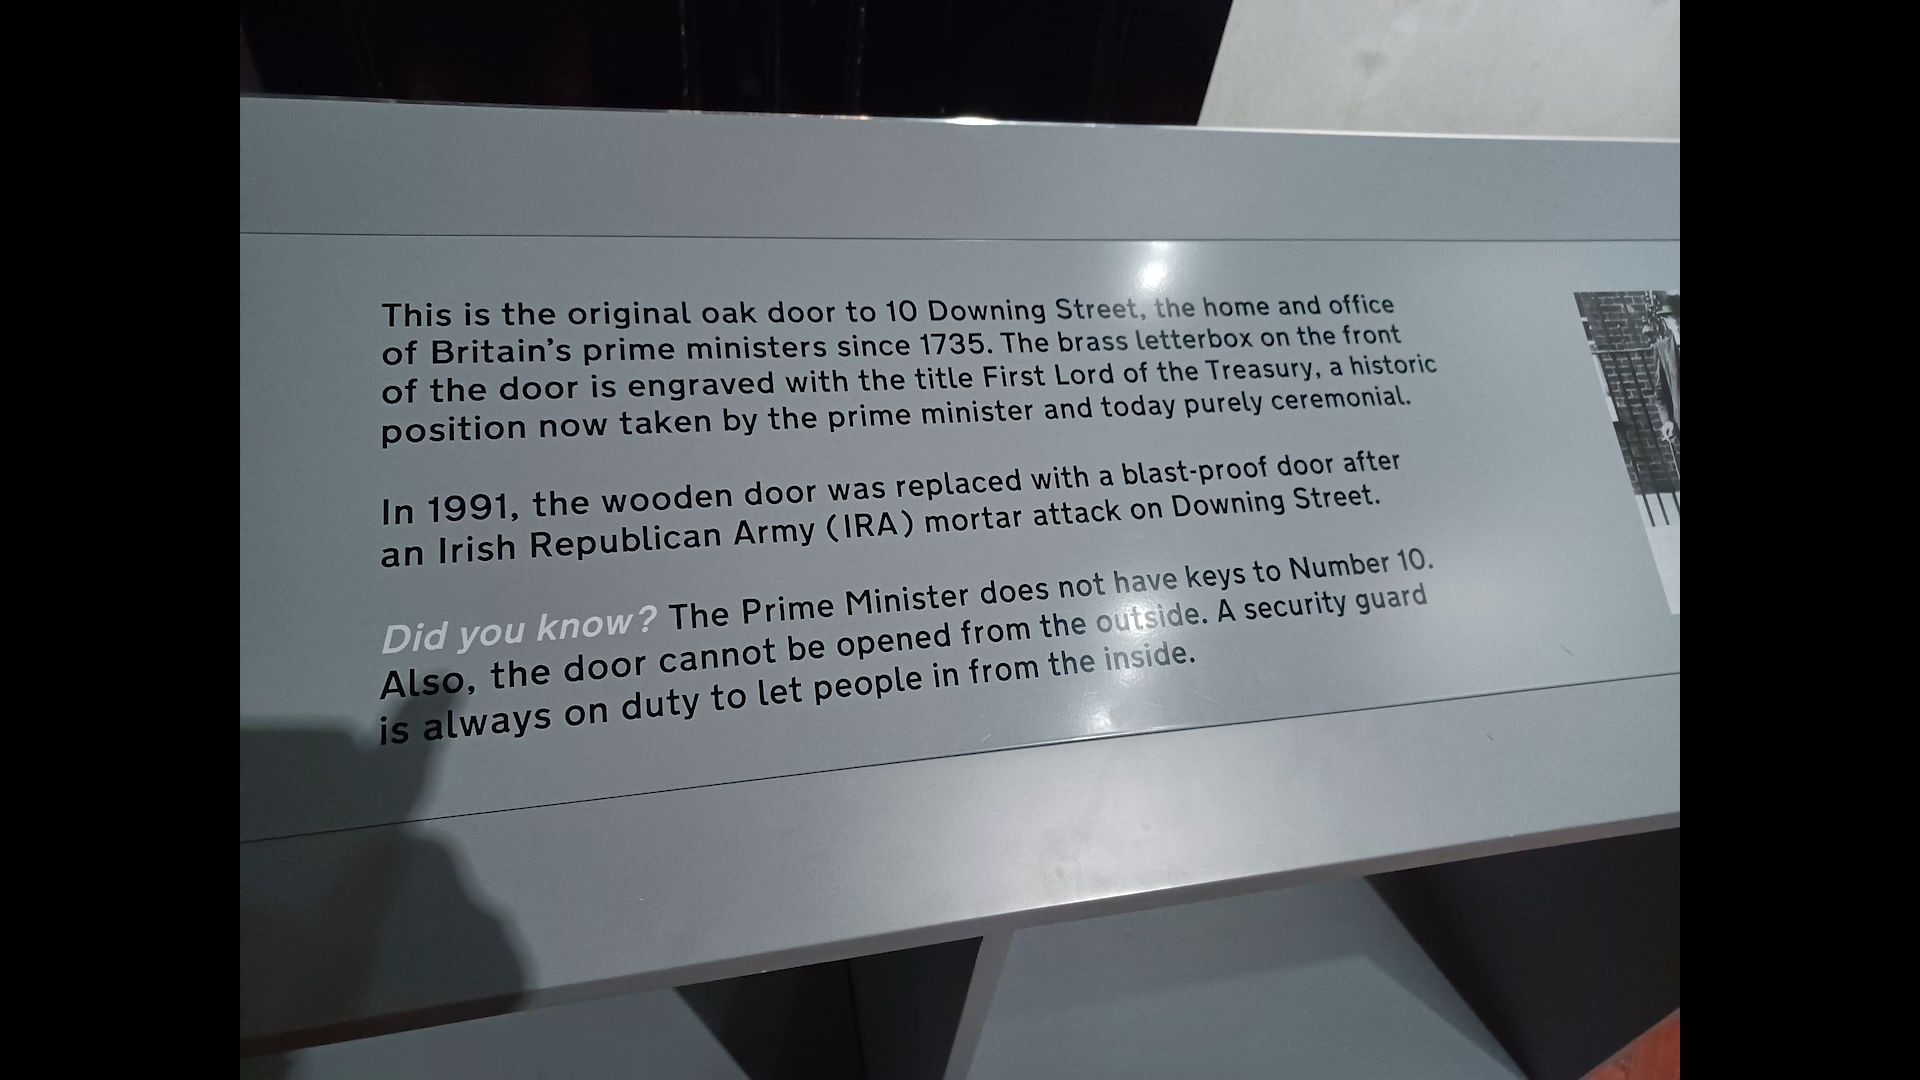 This is the original oak door to 10 Downing Street, the home and office
of Britain's prime ministers since 1735. The brass letterbox on the front
of the door is engraved with the title First Lord of the Treasury, a historic
position now taken by the prime minister and today purely ceremonial.
In 1991, the wooden door was replaced with a blast-proof door after
an Irish Republican Army (IRA) mortar attack on Downing Street.
Did you know? The Prime Minister does not have keys to Number 10.
Also, the door cannot be opened from the outside. A security guard
is always on duty to let people in from the inside.